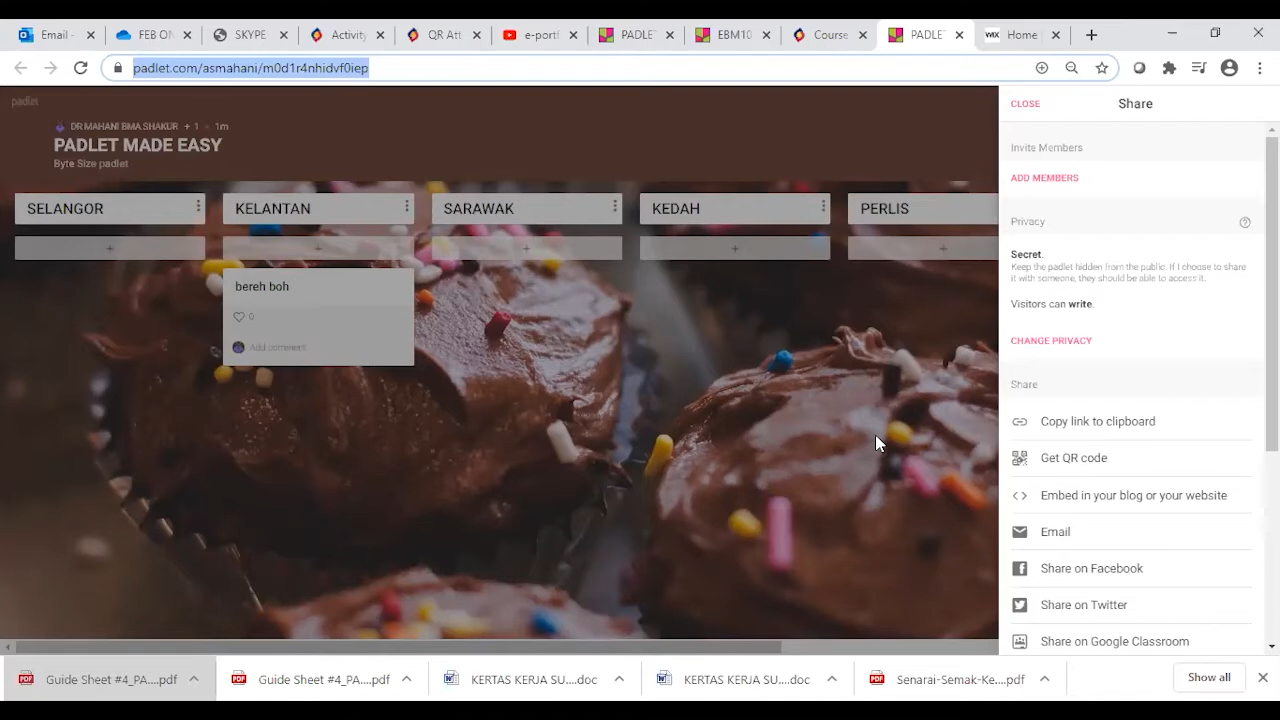 Email -
FEB ON
SKYPE
Activity
QR Att
e-portf
PADLE
EBM10
Course
PADLE
WIX Home
padlet.com/asmahani/m0d1r4nhidvf0iep
padlet
DR MAHANI BMA SHAKUR + 1 · 1m
PADLET MADE EASY
Byte Size padlet
SELANGOR
KELANTAN
SARAWAK
KEDAH
PERLIS
bereh boh
0
Add comment
CLOSE
Share
Invite Members
ADD MEMBERS
Privacy
Secret.
Keep the padlet hidden from the public. If I choose to share
it with someone, they should be able to access it.
Visitors can write.
CHANGE PRIVACY
Share
Copy link to clipboard
Get QR code
Embed in your blog or your website
Email
Share on Facebook
Share on Twitter
Share on Google Classroom
Guide Sheet #4_PA....pdf
Guide Sheet #4_PA....pdf
KERTAS KERJA SU....doc
KERTAS KERJA SU....doc
Senarai-Semak-Ke....pdf
Show all